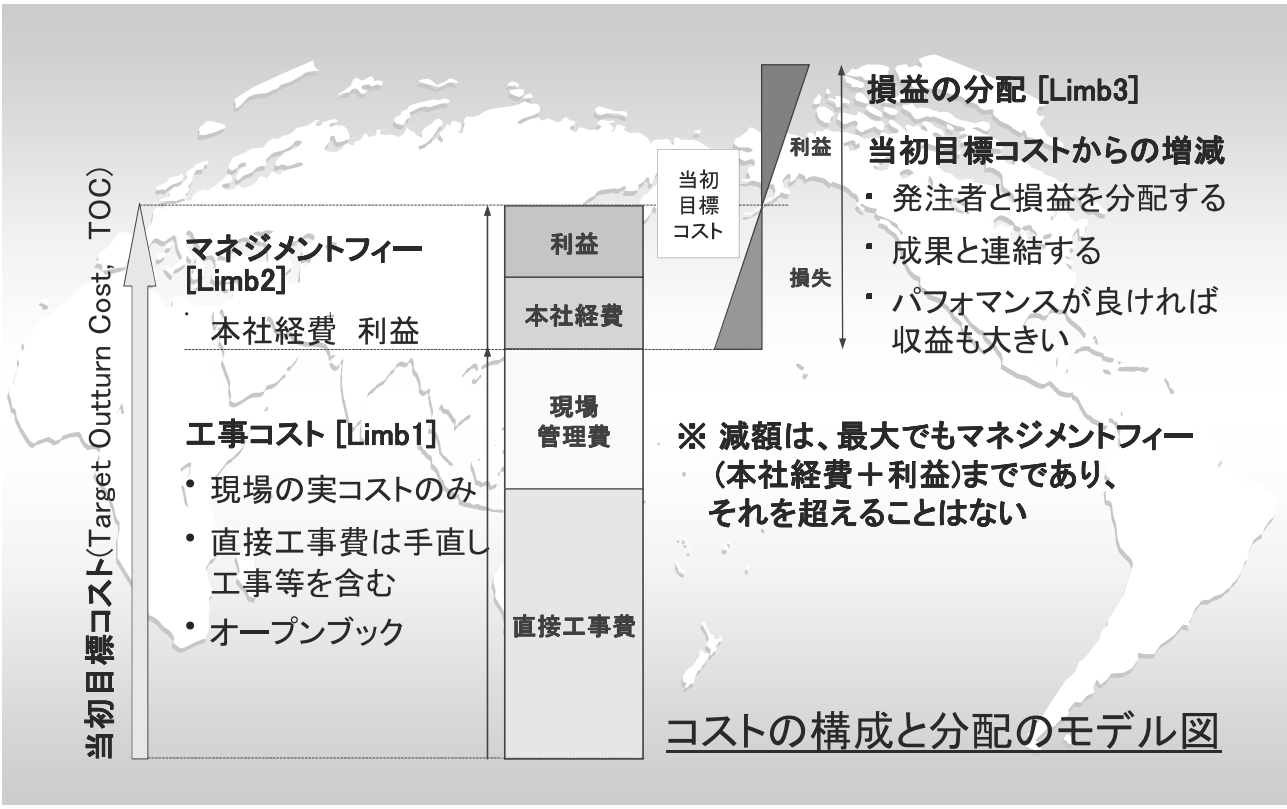 当初目標コスト(Target Outturn Cost, TOC)
マネジメントフィー
[Limb2]
・ 本社経費 利益
工事コスト [Limb1]
• 現場の実コストのみ
• 直接工事費は手直し
工事等を含む
• オープンブック
利益
本社経費
現場
管理費
直接工事費
当初
目標
コスト
利益
損失
損益の分配 [Limb3]
当初目標コストからの増減
・ 発注者と損益を分配する
・ 成果と連結する
・ パフォマンスが良ければ
収益も大きい
※ 減額は、最大でもマネジメントフィー
(本社経費+利益)までであり、
それを超えることはない
コストの構成と分配のモデル図